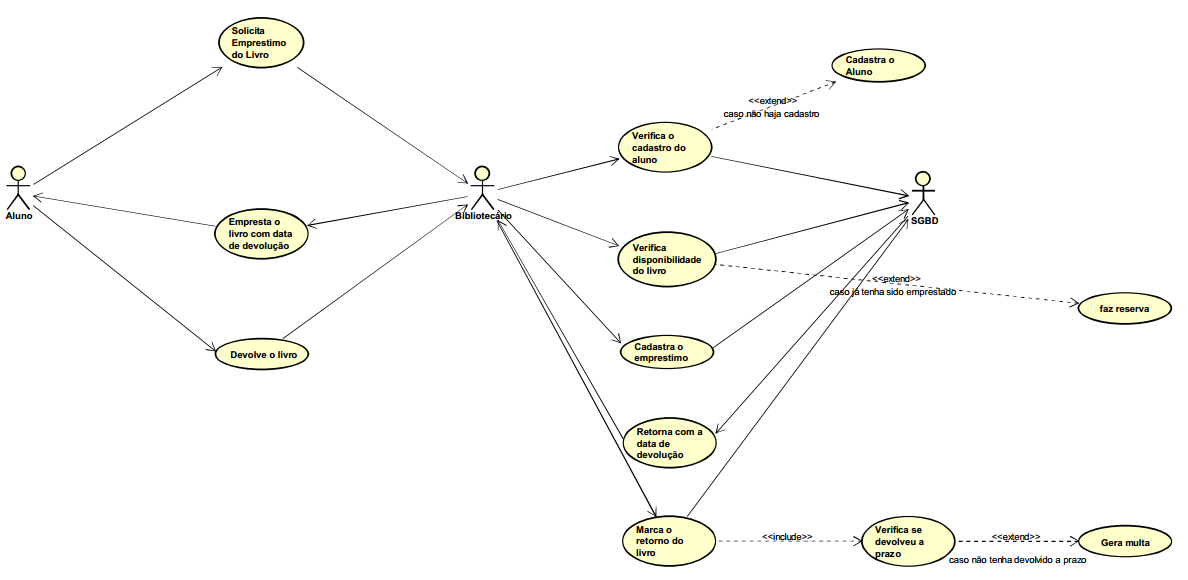 Solicita
Emprestimo
do Livro
Cadastra o
Aluno
<<extend>>
caso não haja cadastro
Verifica o
cadastro do
aluno
Aluno
Bibliotecário
SGBD
Empresta o
livro com data
de devolução
Verifica
disponibilidade
do livro
<<extend>>
caso já tenha sido emprestado
faz reserva
Devolve o livro
Cadastra o
emprestimo
Retorna com a
data de
devolução
Marca o
retorno do
livro
<<include>>
Verifica se
devolveu a
prazo
<<extend>>
caso não tenha devolvido a prazo
Gera multa